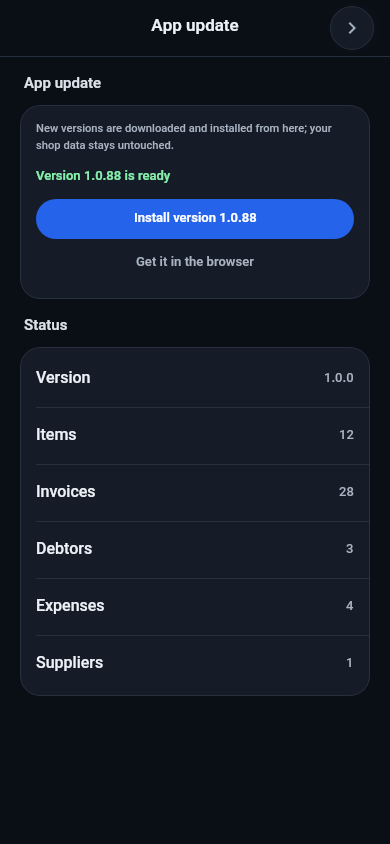 App update
App update
New versions are downloaded and installed from here; your
shop data stays untouched.
Version 1.0.88 is ready
Install version 1.0.88
Get it in the browser
Status
Version 1.0.0
Items 12
Invoices 28
Debtors 3
Expenses 4
Suppliers 1